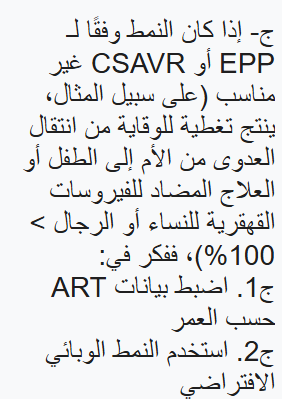 ج- إذا كان النمط وفقًا لـ
EPP أو CSAVR غير
مناسب (على سبيل المثال،
ينتج تغطية للوقاية من انتقال
العدوى من الأم إلى الطفل أو
العلاج المضاد للفيروسات
القهقرية للنساء أو الرجال >
100%)، ففكر في:
ج1. اضبط بيانات ART
حسب العمر
ج2. استخدم النمط الوبائي
الافتراضي